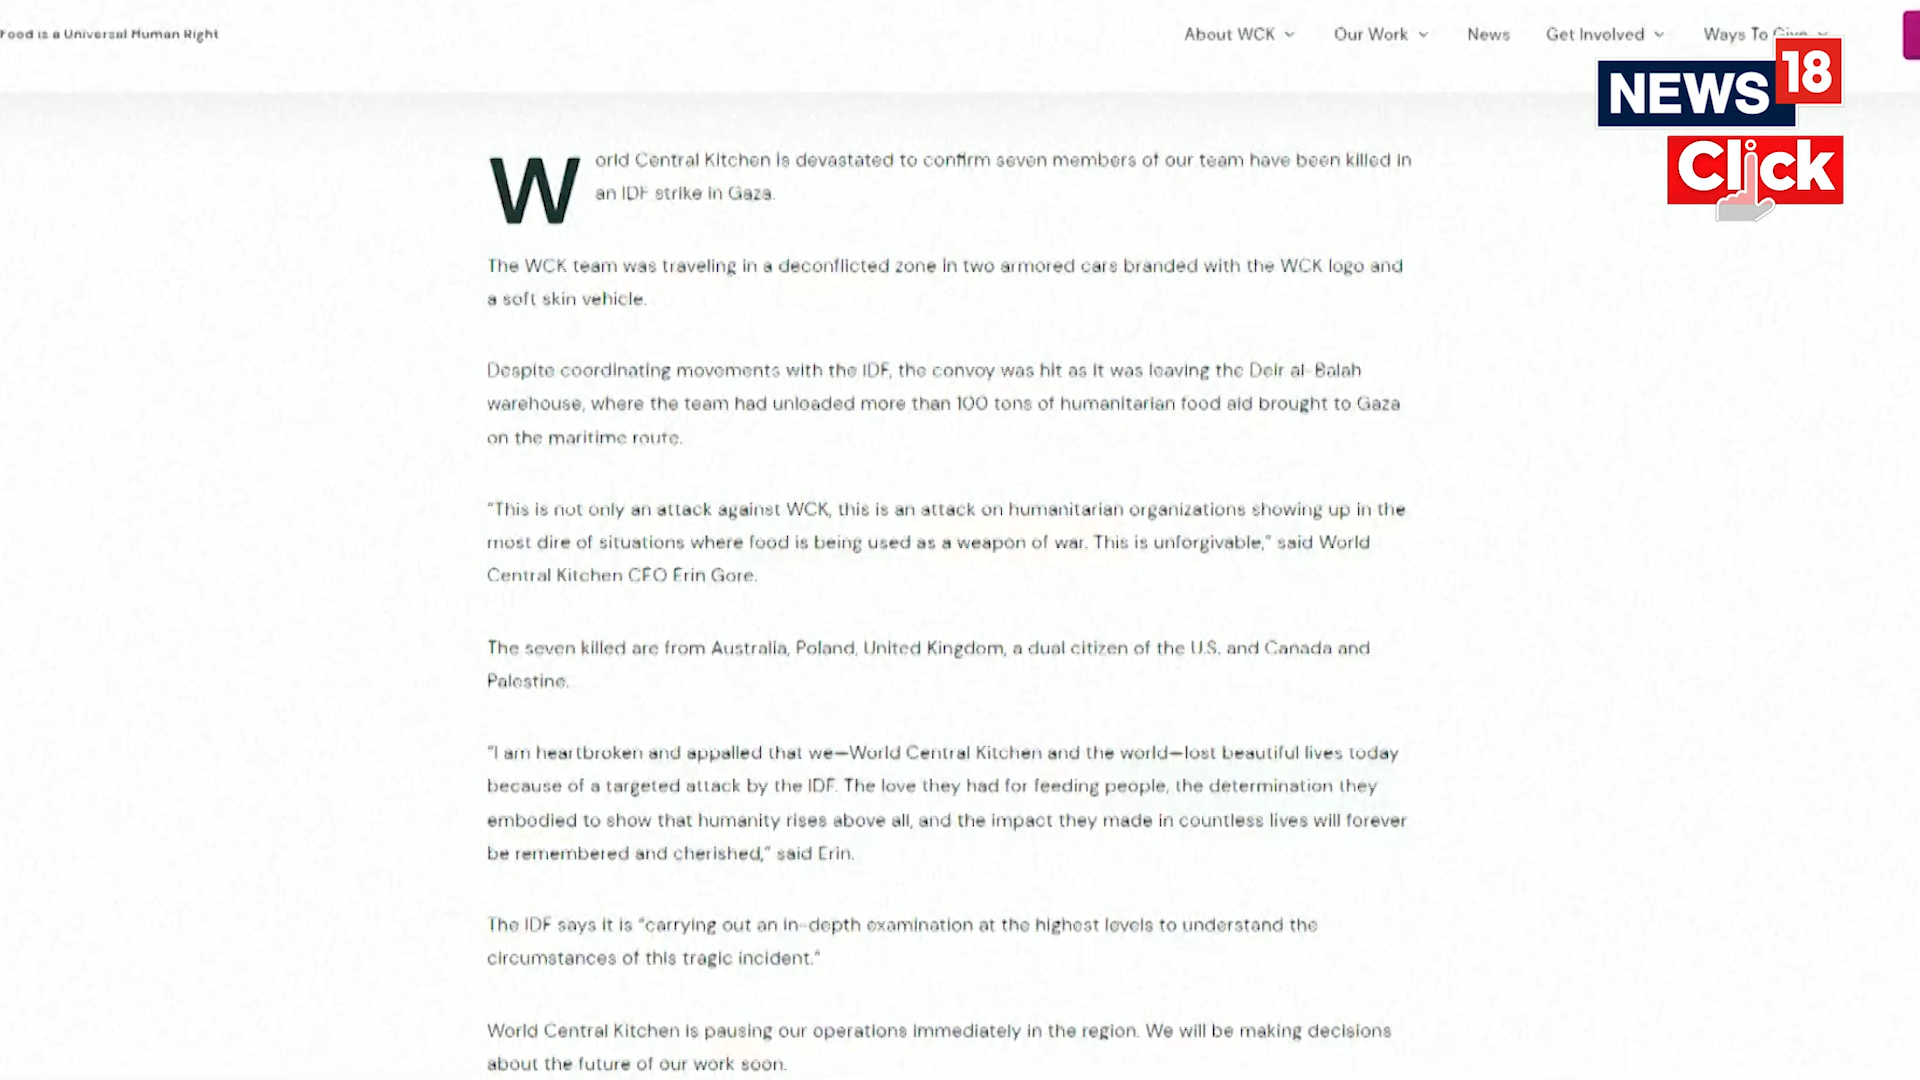 Food is a Universal Human Right
About WCK
Our Work
News
Get Involved
Ways To Give
NEWS
18
Click
World Central Kitchen is devastated to confirm seven members of our team have been killed in
an IDF strike in Gaza.
The WCK team was traveling in a deconflicted zone in two armored cars branded with the WCK logo and
a soft skin vehicle.
Despite coordinating movements with the IDF, the convoy was hit as it was leaving the Deir al-Balah
warehouse, where the team had unloaded more than 100 tons of humanitarian food aid brought to Gaza
on the maritime route.
“This is not only an attack against WCK, this is an attack on humanitarian organizations showing up in the
most dire of situations where food is being used as a weapon of war. This is unforgivable,” said World
Central Kitchen CEO Erin Gore.
The seven killed are from Australia, Poland, United Kingdom, a dual citizen of the U.S. and Canada and
Palestine.
“I am heartbroken and appalled that we—World Central Kitchen and the world—lost beautiful lives today
because of a targeted attack by the IDF. The love they had for feeding people, the determination they
embodied to show that humanity rises above all, and the impact they made in countless lives will forever
be remembered and cherished,” said Erin.
The IDF says it is “carrying out an in-depth examination at the highest levels to understand the
circumstances of this tragic incident.”
World Central Kitchen is pausing our operations immediately in the region. We will be making decisions
about the future of our work soon.